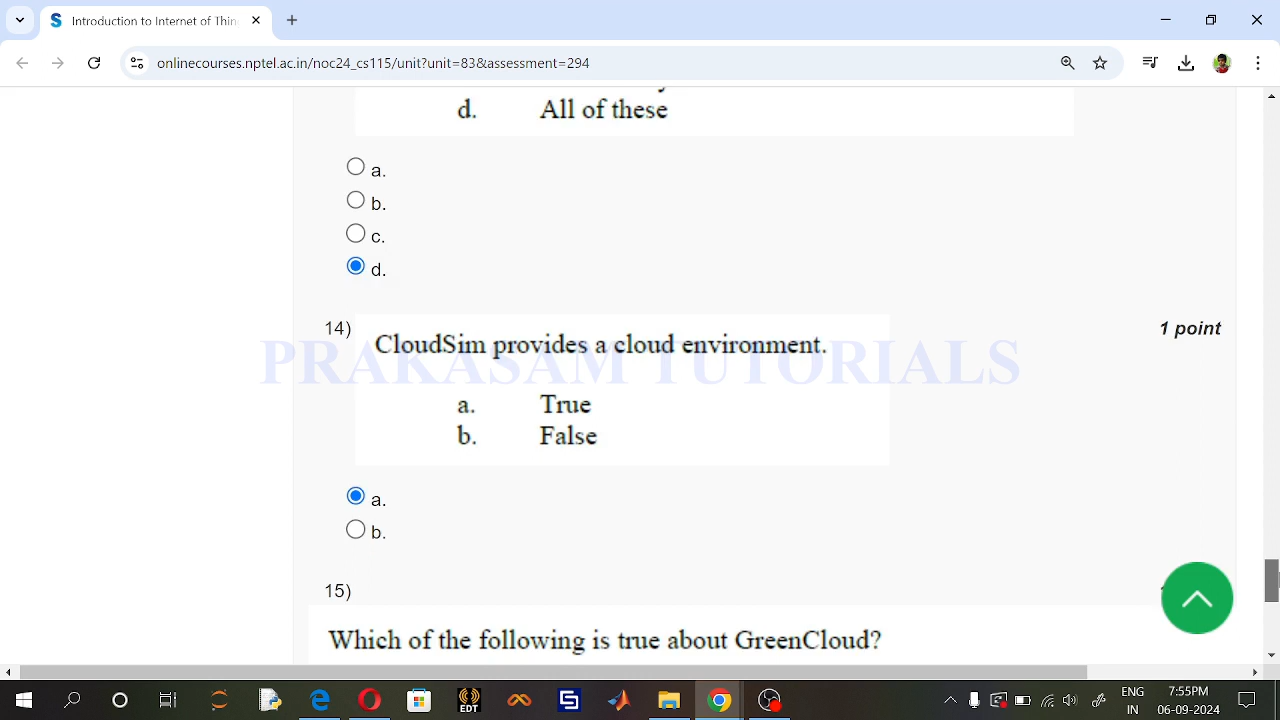 Introduction to Internet of Thin
onlinecourses.nptel.ac.in/noc24_cs115/unit?unit=83&assessment=294
d. All of these
a.
b.
c.
d.
14) 1 point
CloudSim provides a cloud environment.
PRAKASAM TUTORIALS
a. True
b. False
a.
b.
15)
Which of the following is true about GreenCloud?
EDT
ENG
IN
7:55PM
06-09-2024